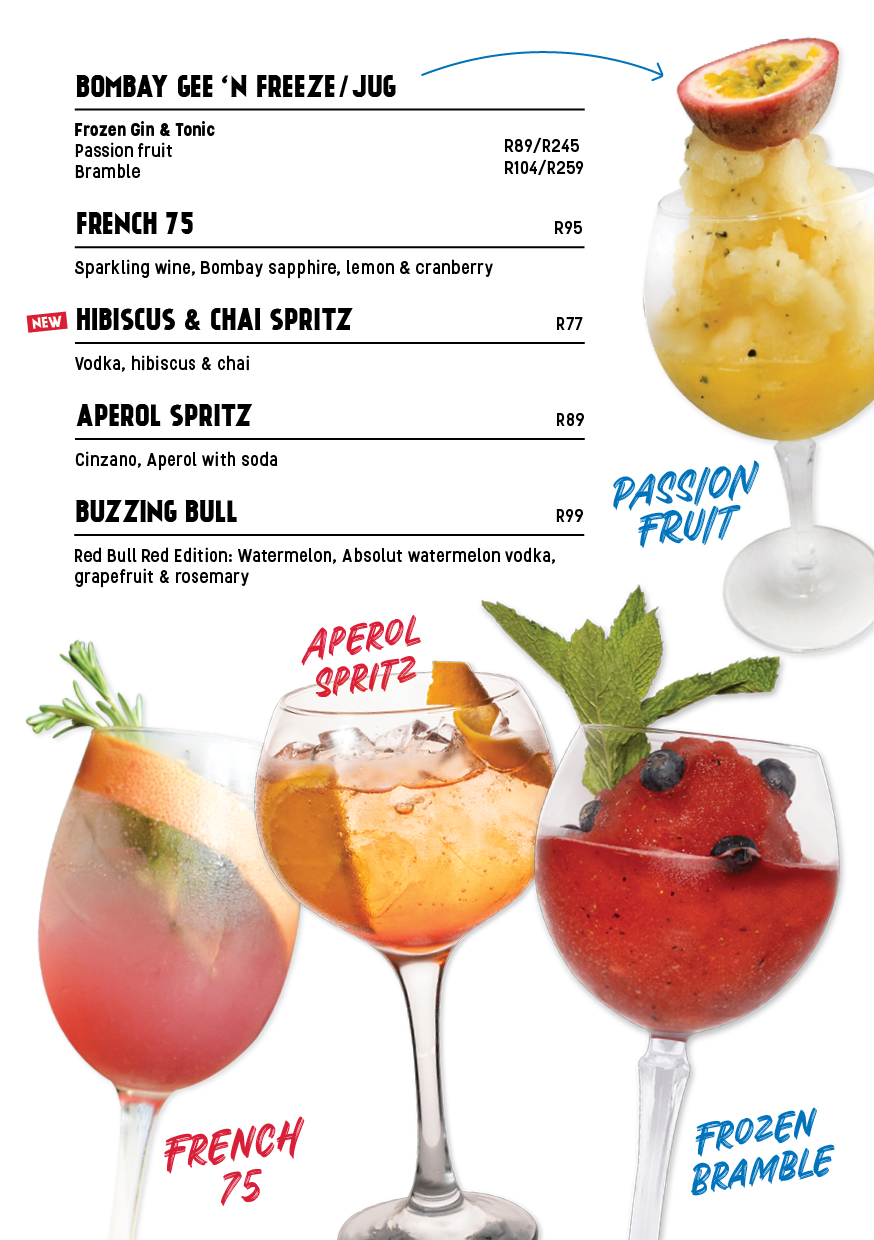 BOMBAY GEE ‘N FREEZE / JUG
Frozen Gin & Tonic
Passion fruit R89/R245
Bramble R104/R259
FRENCH 75 R95
Sparkling wine, Bombay sapphire, lemon & cranberry
NEW HIBISCUS & CHAI SPRITZ R77
Vodka, hibiscus & chai
APEROL SPRITZ R89
Cinzano, Aperol with soda
BUZZING BULL R99
Red Bull Red Edition: Watermelon, Absolut watermelon vodka,
grapefruit & rosemary
PASSION
FRUIT
APEROL
SPRITZ
FRENCH
75
FROZEN
BRAMBLE